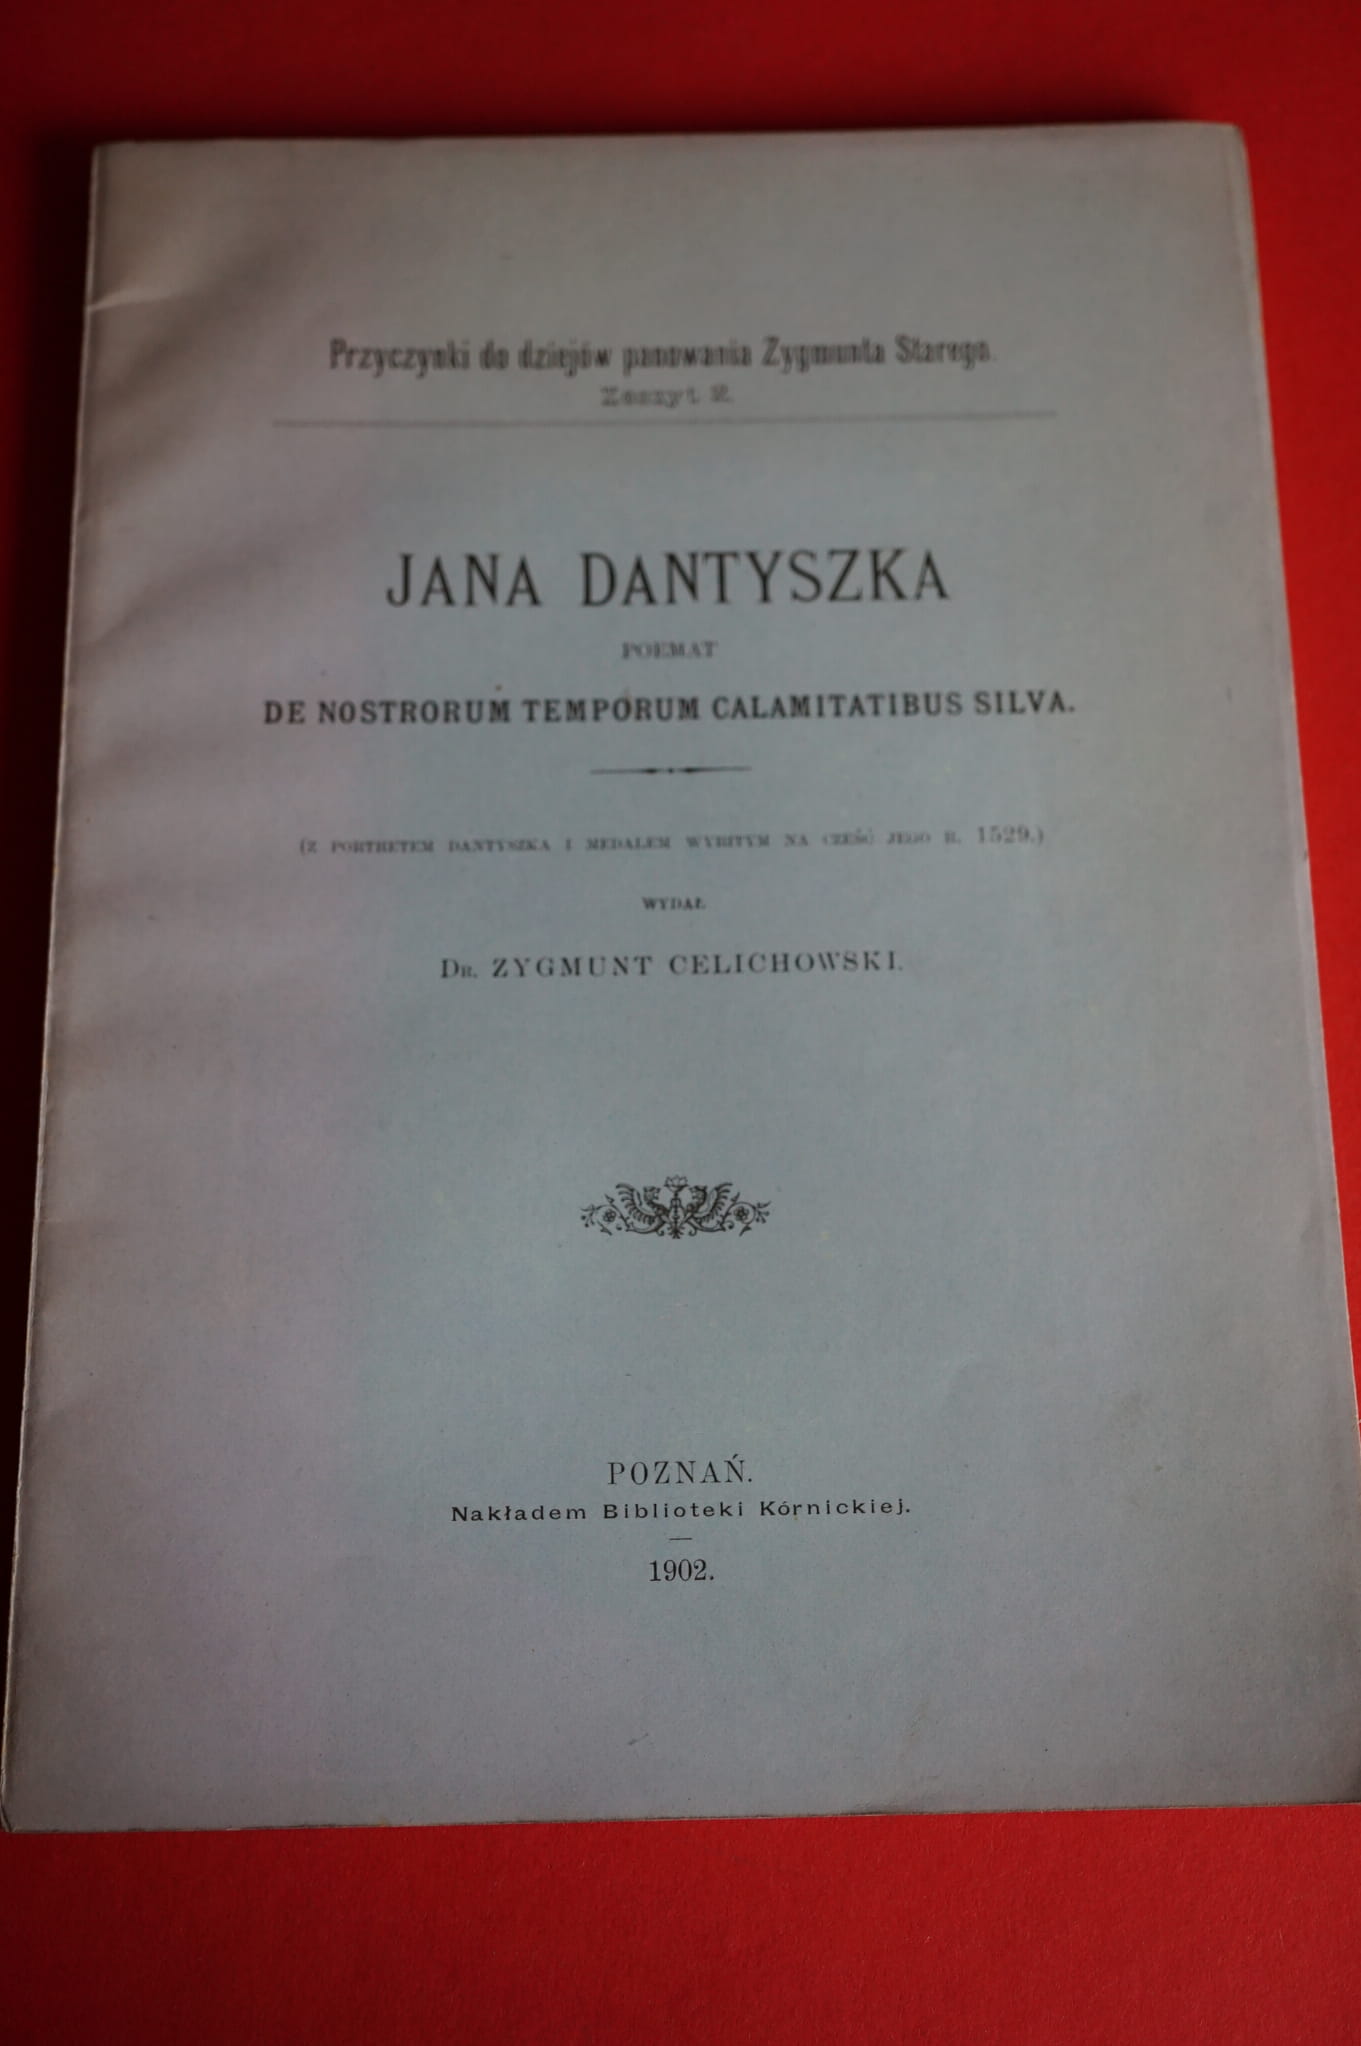 Przyczynki do dziejów panowania Zygmunta Starego.
Zeszyt 2.
JANA DANTYSZKA
POEMAT
DE NOSTRORUM TEMPORUM CALAMITATIBUS SILVA.
(Z PORTRETEM DANTYSZKA I MEDALEM WYBITYM NA CZEŚĆ JEGO R. 1529.)
WYDAŁ
DR. ZYGMUNT CELICHOWSKI.
POZNAŃ.
Nakładem Biblioteki Kórnickiej.
1902.